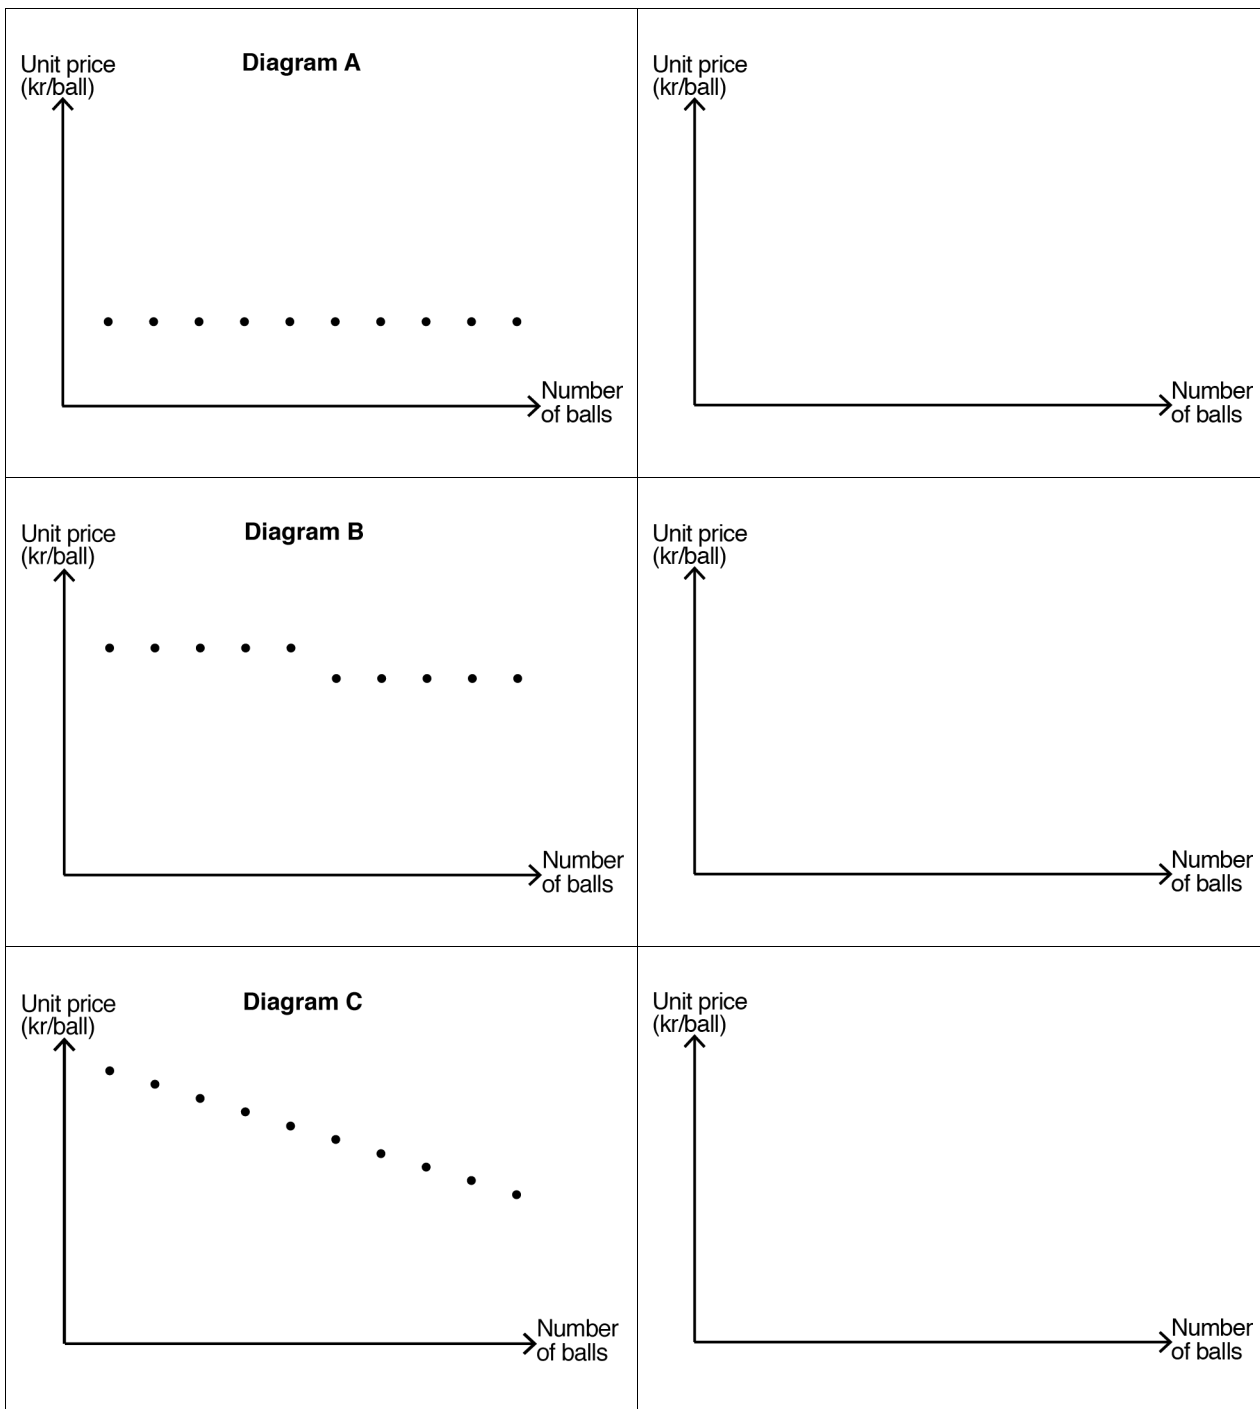 Diagram A
Unit price
(kr/ball)
Number
of balls
Unit price
(kr/ball)
Number
of balls
Diagram B
Unit price
(kr/ball)
Number
of balls
Unit price
(kr/ball)
Number
of balls
Diagram C
Unit price
(kr/ball)
Number
of balls
Unit price
(kr/ball)
Number
of balls